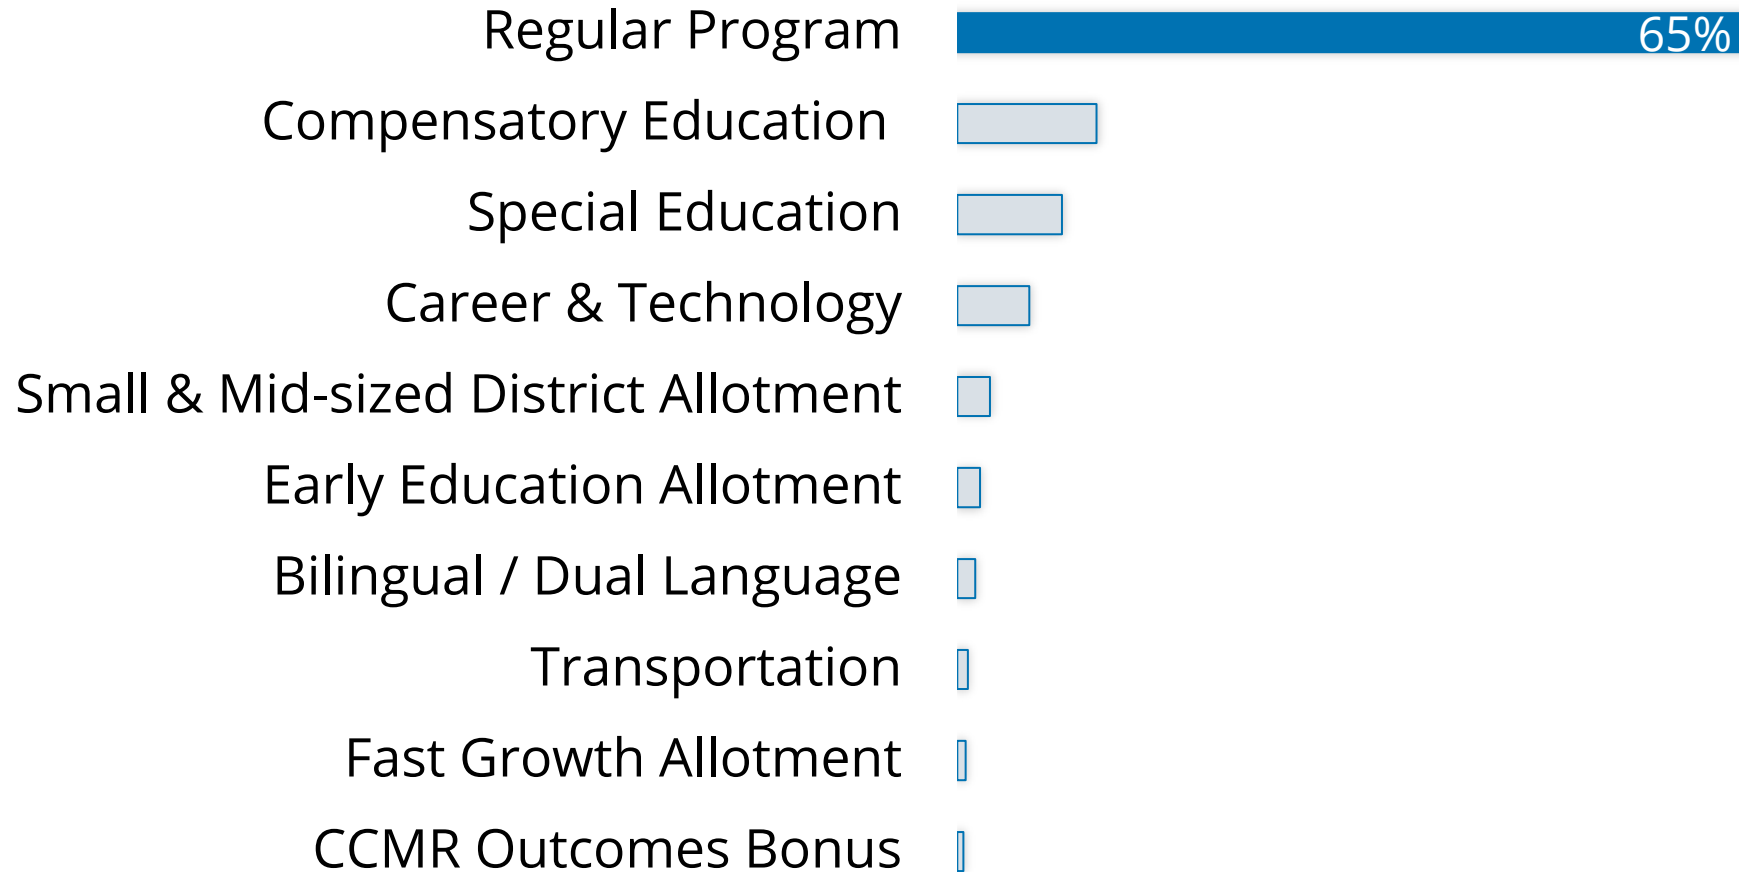 Regular Program 65%
Compensatory Education
Special Education
Career & Technology
Small & Mid-sized District Allotment
Early Education Allotment
Bilingual / Dual Language
Transportation
Fast Growth Allotment
CCMR Outcomes Bonus